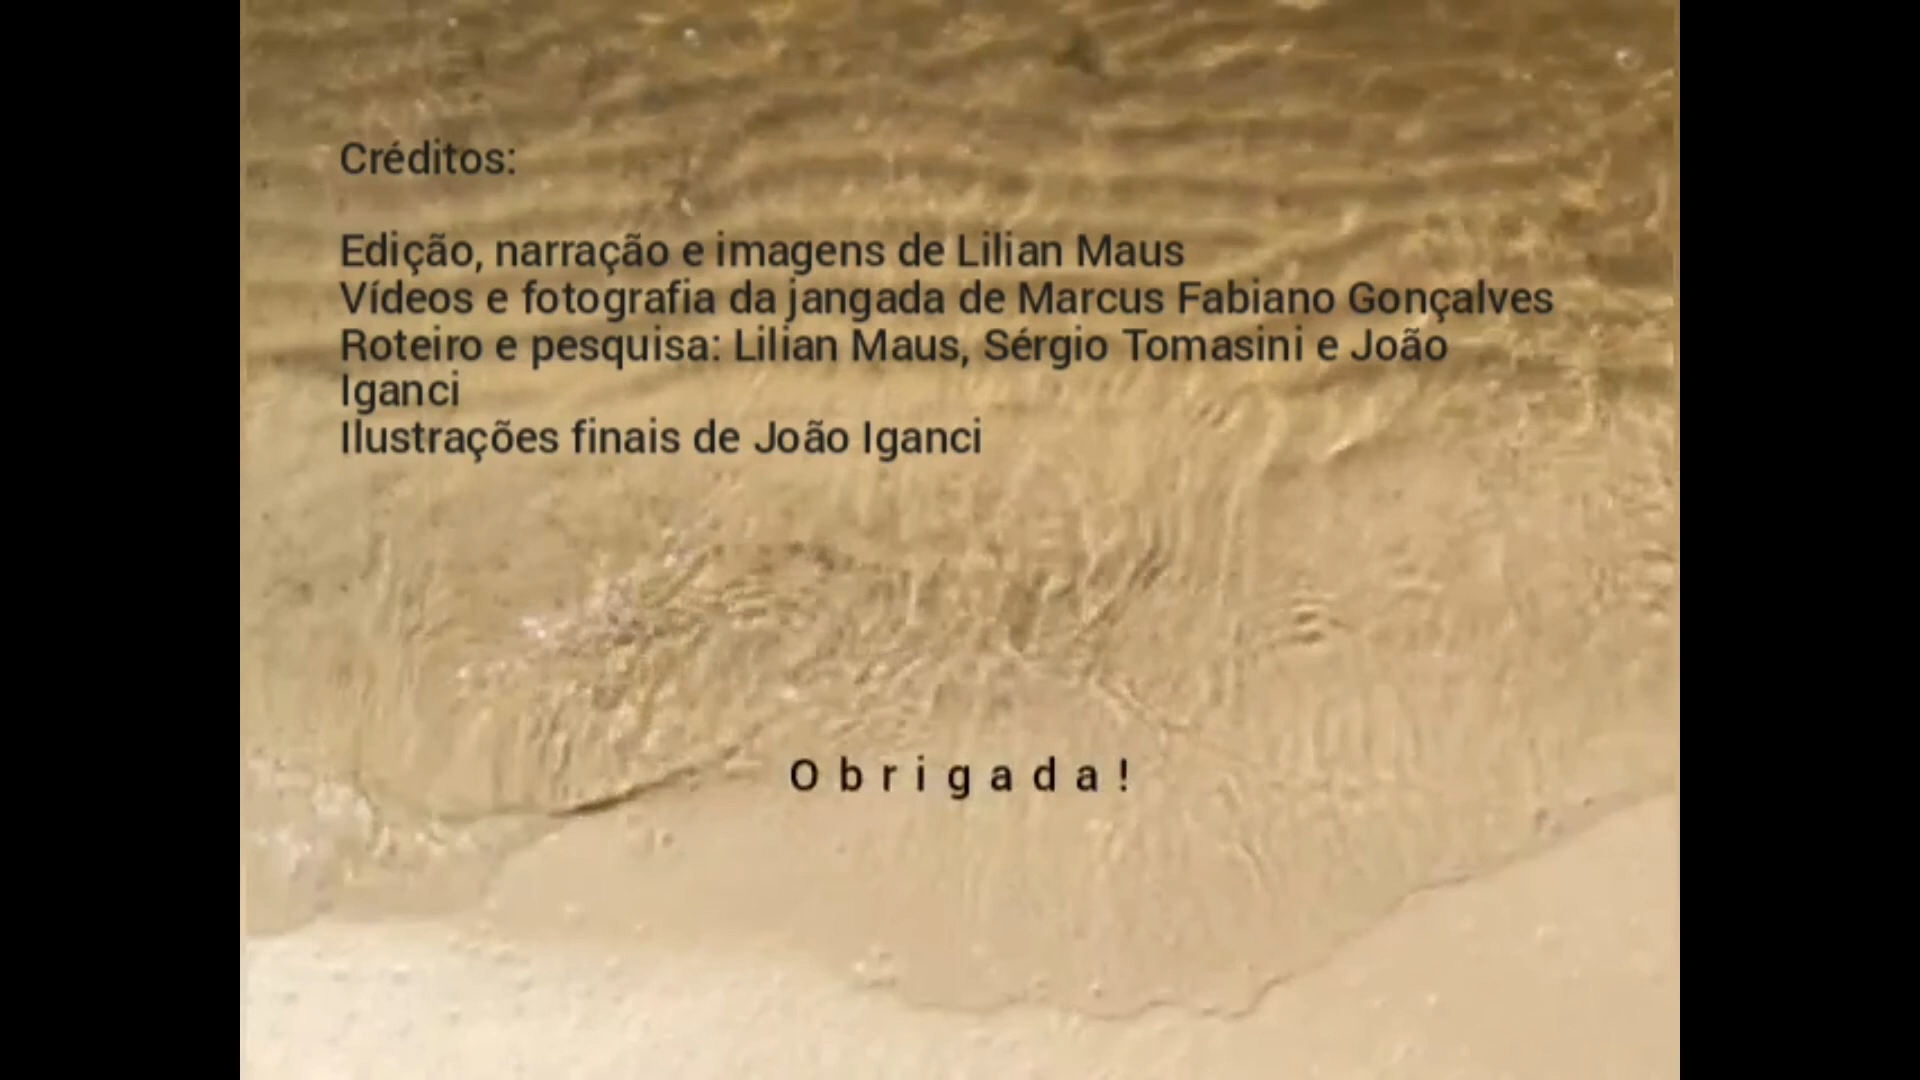 Créditos:
Edição, narração e imagens de Lilian Maus
Vídeos e fotografia da jangada de Marcus Fabiano Gonçalves
Roteiro e pesquisa: Lilian Maus, Sérgio Tomasini e João
Iganci
Ilustrações finais de João Iganci
Obrigada!